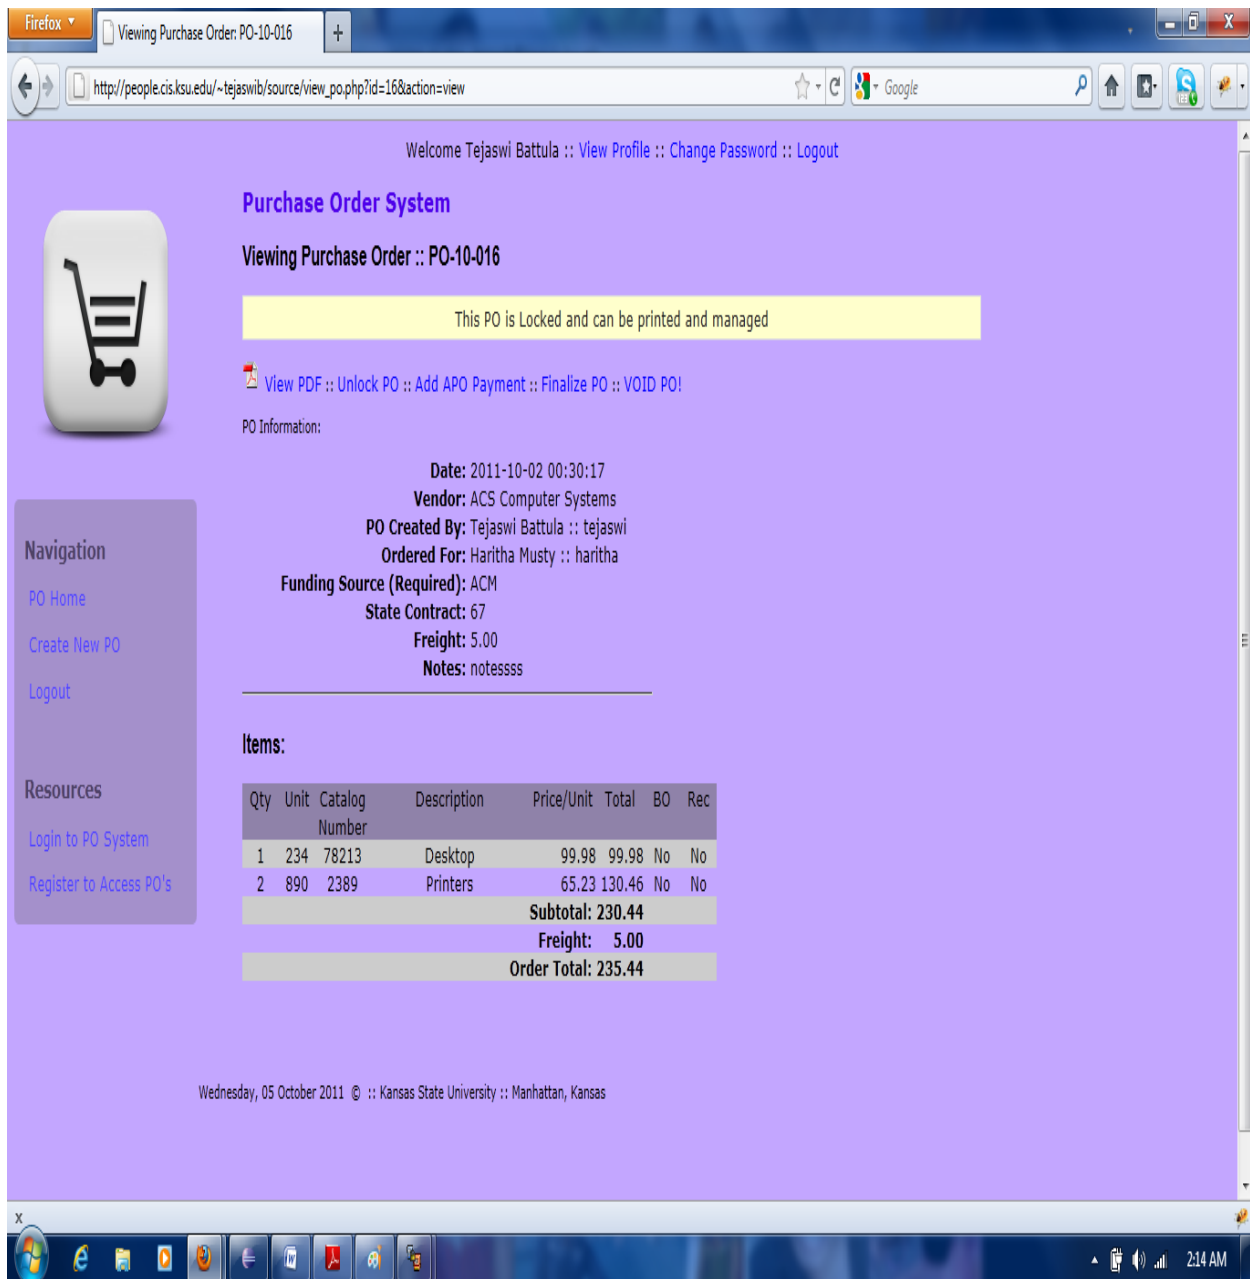 Firefox
Viewing Purchase Order: PO-10-016
+
X
http://people.cis.ksu.edu/~tejaswib/source/view_po.php?id=16&action=view
Google
Welcome Tejaswi Battula :: View Profile :: Change Password :: Logout
Purchase Order System
Viewing Purchase Order :: PO-10-016
This PO is Locked and can be printed and managed
View PDF :: Unlock PO :: Add APO Payment :: Finalize PO :: VOID PO!
PO Information:
Date: 2011-10-02 00:30:17
Vendor: ACS Computer Systems
PO Created By: Tejaswi Battula :: tejaswi
Ordered For: Haritha Musty :: haritha
Funding Source (Required): ACM
State Contract: 67
Freight: 5.00
Notes: notessss
Navigation
PO Home
Create New PO
Logout
Resources
Login to PO System
Register to Access PO's
Items:
Qty Unit Catalog Number Description Price/Unit Total BO Rec
1 234 78213 Desktop 99.98 99.98 No No
2 890 2389 Printers 65.23 130.46 No No
Subtotal: 230.44
Freight: 5.00
Order Total: 235.44
Wednesday, 05 October 2011 © :: Kansas State University :: Manhattan, Kansas
x
2:14 AM